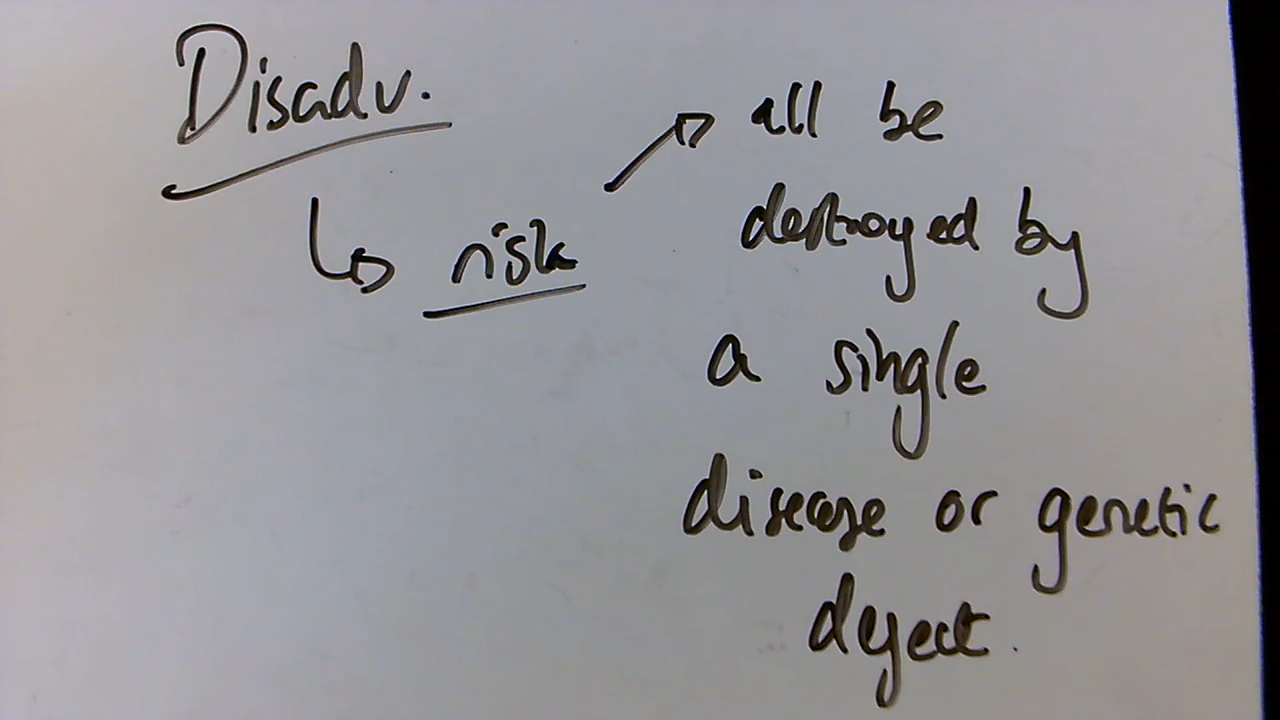 Disadv.
↳ risk
↗ all be
destroyed by
a single
disease or genetic
defect.